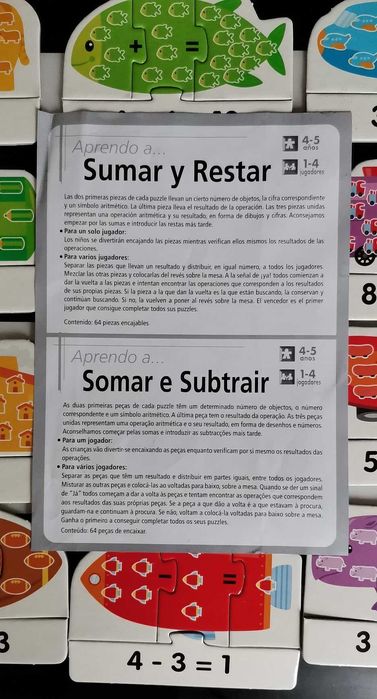 + =
Aprendo a...
Sumar y Restar
4-5
años
1-4
jugadores
Las dos primeras piezas de cada puzzle llevan un cierto número de objetos, la cifra correspondiente
y un símbolo aritmético. La última pieza lleva el resultado de la operación. Las tres piezas unidas
representan una operación aritmética y su resultado, en forma de dibujos y cifras. Aconsejamos
empezar por las sumas e introducir las restas más tarde.
• Para un solo jugador:
Los niños se divertirán encajando las piezas mientras verifican ellos mismos los resultados de las
operaciones.
• Para varios jugadores:
Separar las piezas que llevan un resultado y distribuir, en igual número, a todos los jugadores.
Mezclar las otras piezas y colocarlas del revés sobre la mesa. A la señal de ¡ya! todos comienzan a
dar la vuelta a las piezas e intentan encontrar las operaciones que corresponden a los resultados
de sus propias piezas. Si la pieza a la que dan la vuelta es la que están buscando, la conservan y
continúan buscando. Si no, la vuelven a poner al revés sobre la mesa. El vencedor es el primer
jugador que consigue completar todos sus puzzles.
Contenido: 64 piezas encajables
8
Aprendo a...
Somar e Subtrair
4-5
años
1-4
jogadores
As duas primeiras peças de cada puzzle têm um determinado número de objectos, o número
correspondente e um símbolo aritmético. A última peça tem o resultado da operação. As três peças
unidas representam uma operação aritmética e o seu resultado, em forma de desenhos e números.
Aconselhamos começar pelas somas e introduzir as subtracções mais tarde.
• Para um jogador:
As crianças vão divertir-se encaixando as peças enquanto verificam por si mesmo os resultados das
operações.
• Para vários jogadores:
Separar as peças que têm um resultado e distribuir em partes iguais, entre todos os jogadores.
Misturar as outras peças e colocá-las ao voltadas para baixo, sobre a mesa. Quando se der um sinal
de "Já" todos começam a dar a volta às peças e tentam encontrar as operações que correspondem
aos resultados das suas próprias peças. Se a peça a que dão a volta é a que estavam à procura,
guardam-na e continuam à procura. Se não, voltam a colocá-la voltadas para baixo sobre a mesa.
Ganha o primeiro a conseguir completar todos os seus puzzles.
Conteúdo: 64 peças de encaixar.
5
- =
3
4 - 3 = 1
3